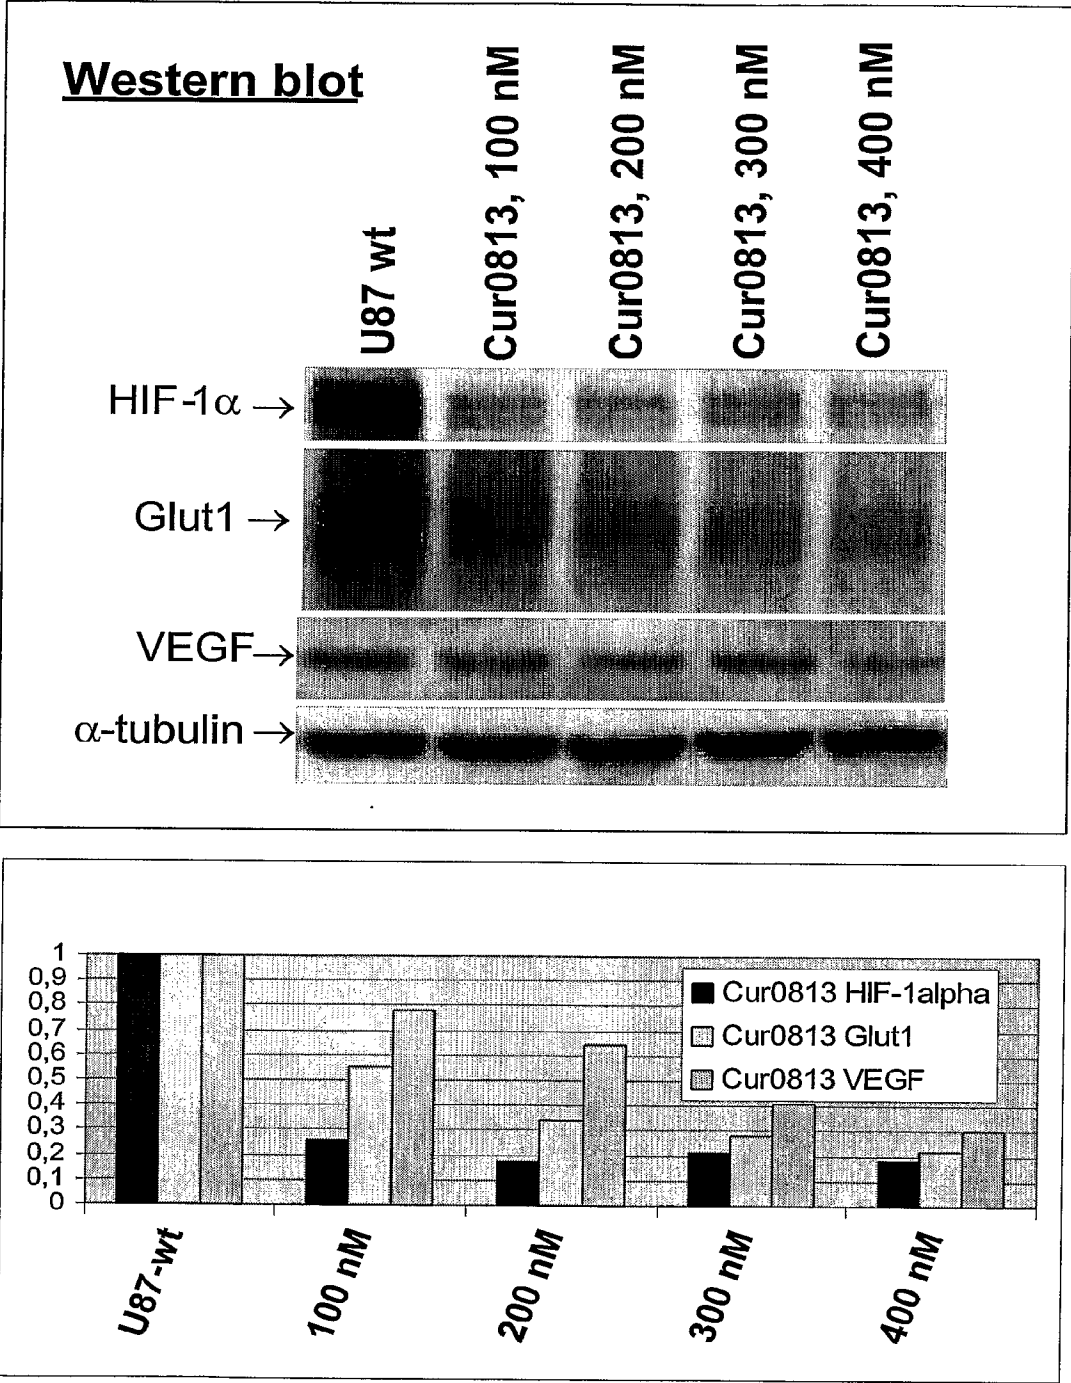 Western blot
U87 wt
Cur0813, 100 nM
Cur0813, 200 nM
Cur0813, 300 nM
Cur0813, 400 nM
HIF-1α →
Glut1 →
VEGF→
α-tubulin →
1
0,9
0,8
0,7
0,6
0,5
0,4
0,3
0,2
0,1
0
Cur0813 HIF-1alpha
Cur0813 Glut1
Cur0813 VEGF
U87-wt
100 nM
200 nM
300 nM
400 nM